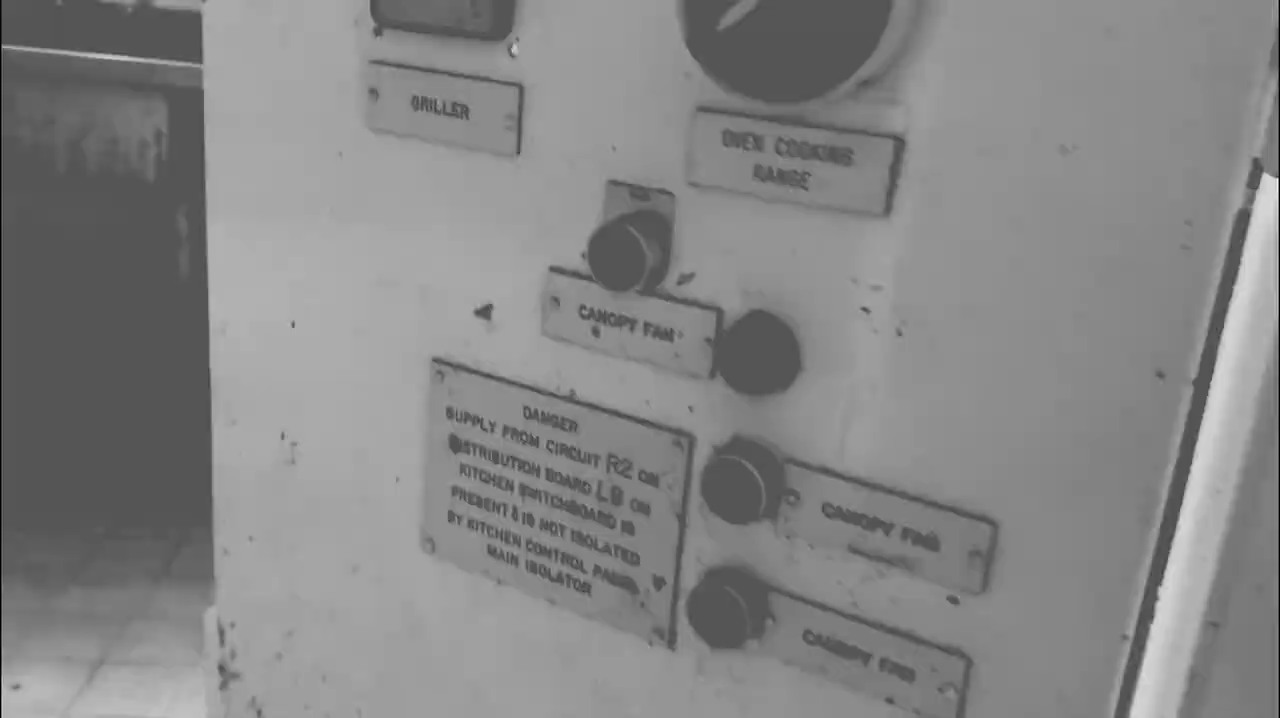 GRILLER
OVEN COOKING
RANGE
CANOPY FAN
DANGER
SUPPLY FROM CIRCUIT R2 ON
DISTRIBUTION BOARD L9 ON
KITCHEN SWITCHBOARD IS
PRESENT & IS NOT ISOLATED
BY KITCHEN CONTROL PANEL
MAIN ISOLATOR
CANOPY FAN
CANOPY FAN